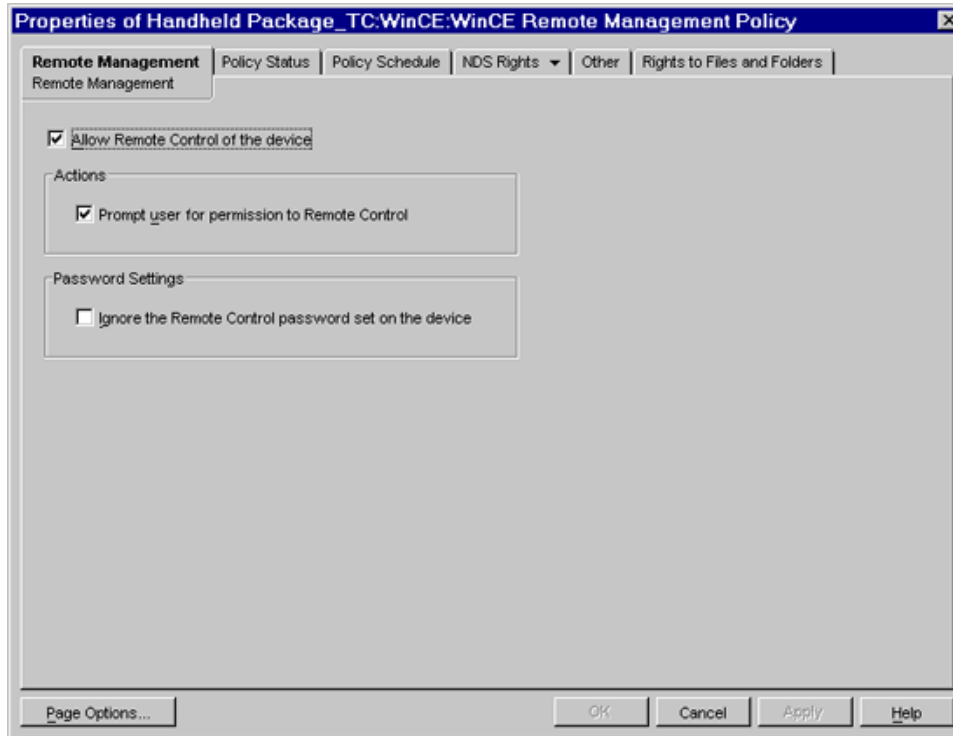 Properties of Handheld Package_TC:WinCE:WinCE Remote Management Policy
Remote Management Policy Status Policy Schedule NDS Rights Other Rights to Files and Folders
Remote Management
Allow Remote Control of the device
Actions
Prompt user for permission to Remote Control
Password Settings
Ignore the Remote Control password set on the device
Page Options... OK Cancel Apply Help